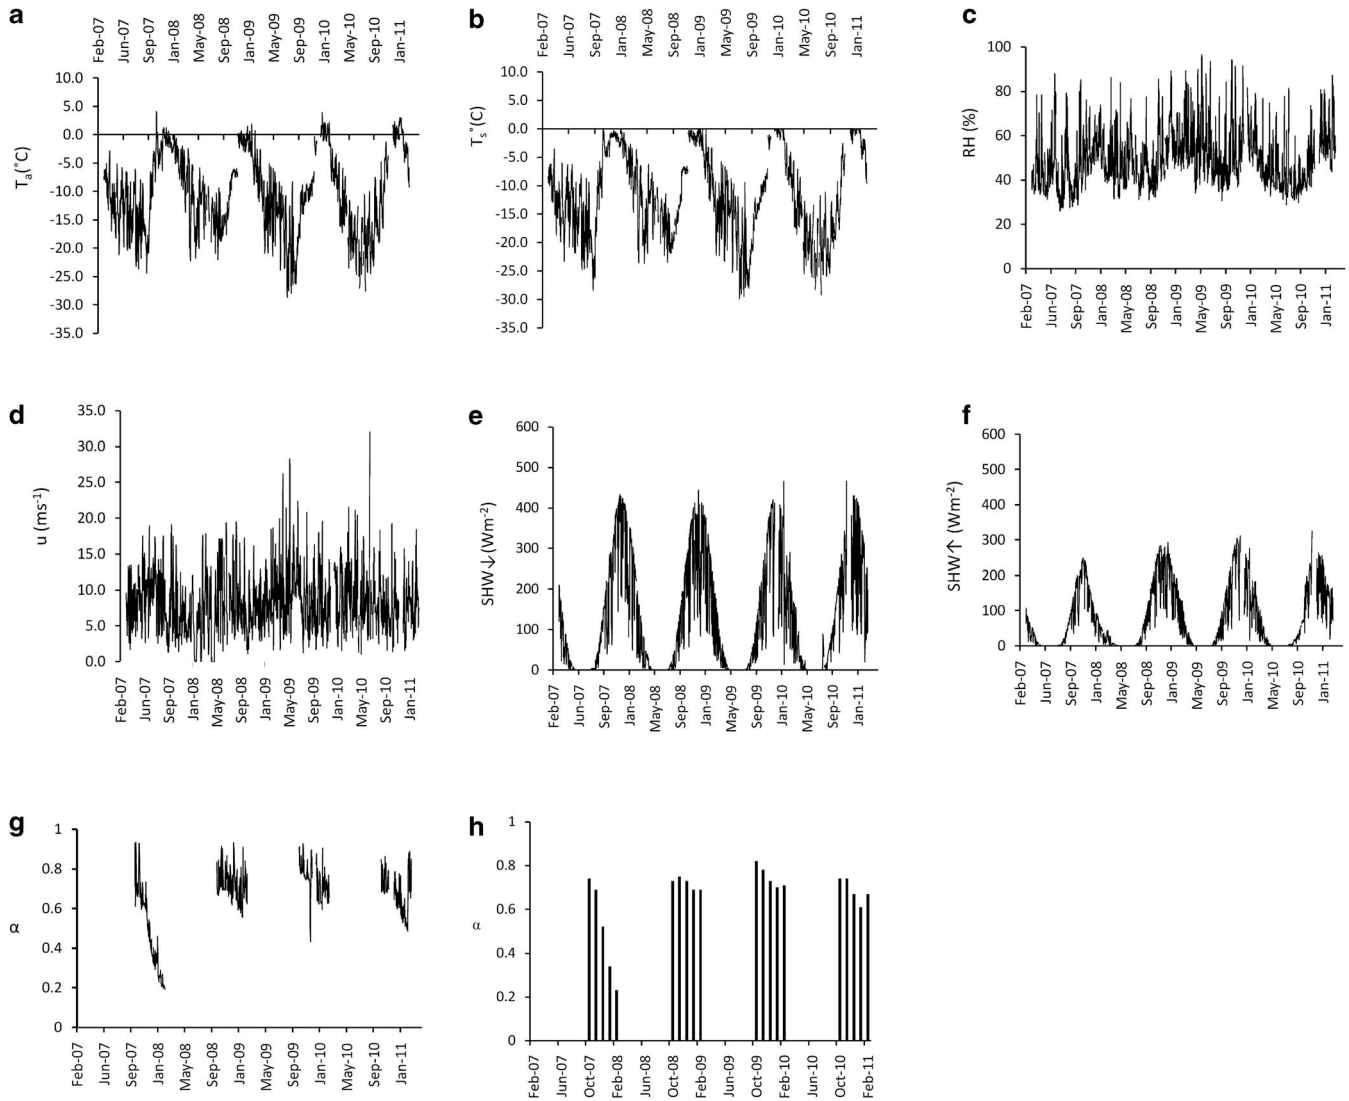 a
Feb-07 Jun-07 Sep-07 Jan-08 May-08 Sep-08 Jan-09 May-09 Sep-09 Jan-10 May-10 Sep-10 Jan-11
10.0
5.0
0.0
-5.0
-10.0
-15.0
-20.0
-25.0
-30.0
-35.0
Ta(˚C)
b
Feb-07 Jun-07 Sep-07 Jan-08 May-08 Sep-08 Jan-09 May-09 Sep-09 Jan-10 May-10 Sep-10 Jan-11
10.0
5.0
0.0
-5.0
-10.0
-15.0
-20.0
-25.0
-30.0
-35.0
Ts°(C)
c
100
80
60
40
20
0
RH (%)
Feb-07 Jun-07 Sep-07 Jan-08 May-08 Sep-08 Jan-09 May-09 Sep-09 Jan-10 May-10 Sep-10 Jan-11
d
35.0
30.0
25.0
20.0
15.0
10.0
5.0
0.0
u (ms-1)
Feb-07 Jun-07 Sep-07 Jan-08 May-08 Sep-08 Jan-09 May-09 Sep-09 Jan-10 May-10 Sep-10 Jan-11
e
600
500
400
300
200
100
0
SHW↓(Wm-2)
Feb-07 Jun-07 Sep-07 Jan-08 May-08 Sep-08 Jan-09 May-09 Sep-09 Jan-10 May-10 Sep-10 Jan-11
f
600
500
400
300
200
100
0
SHW↑ (Wm-2)
Feb-07 Jun-07 Sep-07 Jan-08 May-08 Sep-08 Jan-09 May-09 Sep-09 Jan-10 May-10 Sep-10 Jan-11
g
1
0.8
0.6
0.4
0.2
0
α
Feb-07 Jun-07 Sep-07 Jan-08 May-08 Sep-08 Jan-09 May-09 Sep-09 Jan-10 May-10 Sep-10 Jan-11
h
1
0.8
0.6
0.4
0.2
0
α
Feb-07 Jun-07 Oct-07 Feb-08 Jun-08 Oct-08 Feb-09 Jun-09 Oct-09 Feb-10 Jun-10 Oct-10 Feb-11